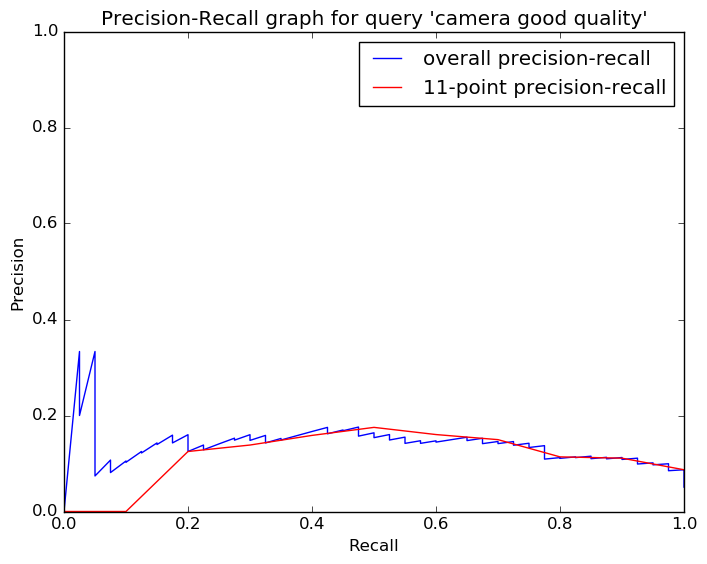 Precision-Recall graph for query 'camera good quality'
1.0
overall precision-recall
11-point precision-recall
0.8
0.6
Precision
0.4
0.2
0.0
0.0 0.2 0.4 0.6 0.8 1.0
Recall